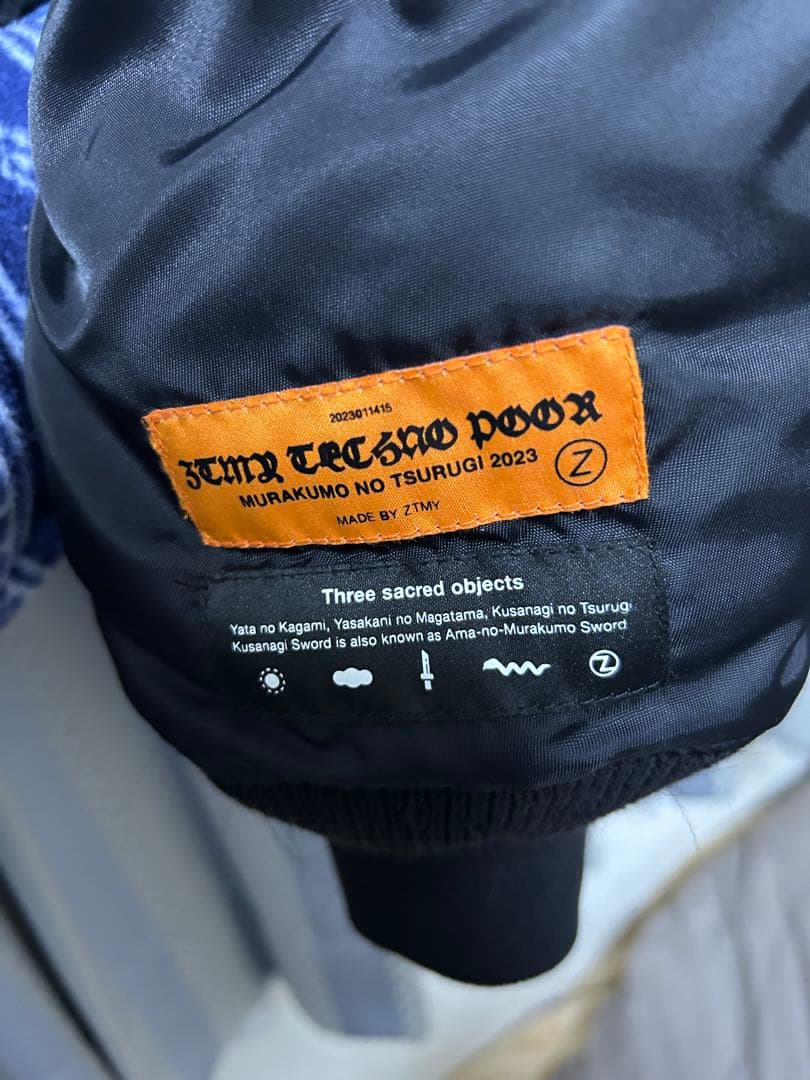 2023011415
ZTMY TECHNO POOR
MURAKUMO NO TSURUGI 2023
Z
MADE BY ZTMY
Three sacred objects
Yata no Kagami, Yasakani no Magatama, Kusanagi no Tsurugi
Kusanagi Sword is also known as Ama-no-Murakumo Sword
Z